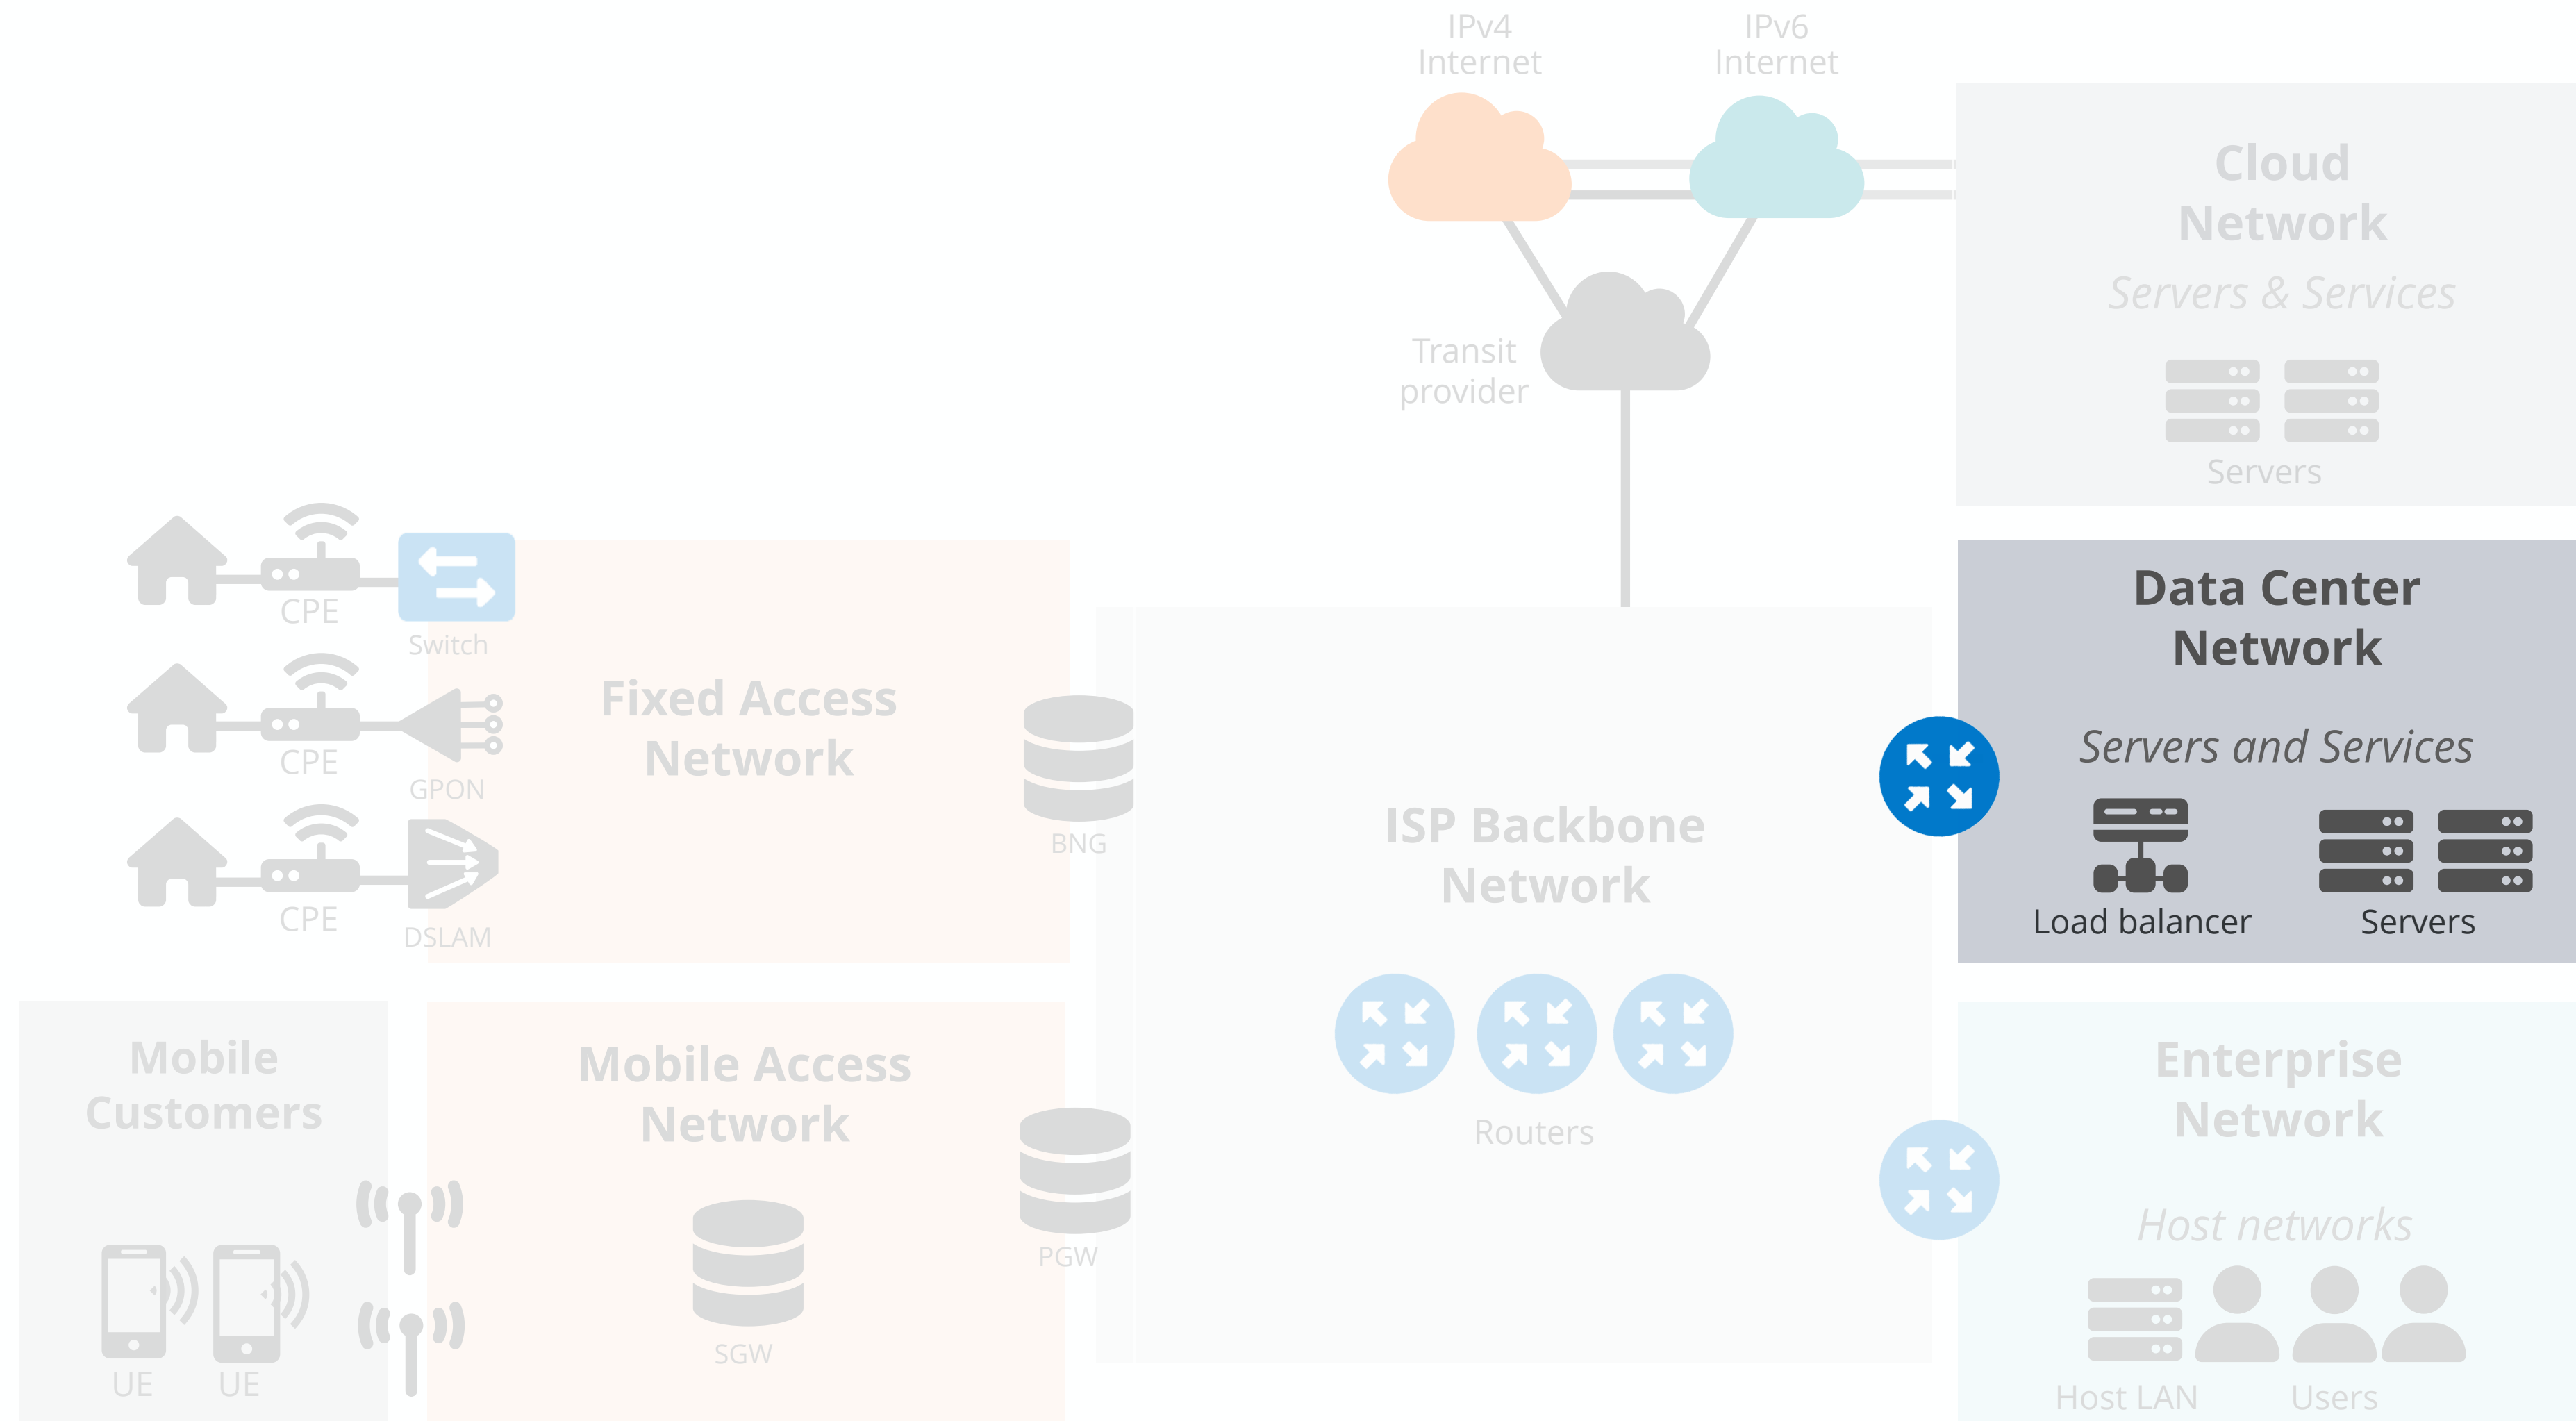 IPv4
Internet
IPv6
Internet
Cloud
Network
Servers & Services
Servers
Transit
provider
CPE
Switch
CPE
GPON
CPE
DSLAM
Fixed Access
Network
BNG
ISP Backbone
Network
Routers
Data Center
Network
Servers and Services
Load balancer
Servers
Mobile
Customers
UE
UE
Mobile Access
Network
SGW
PGW
Enterprise
Network
Host networks
Host LAN
Users